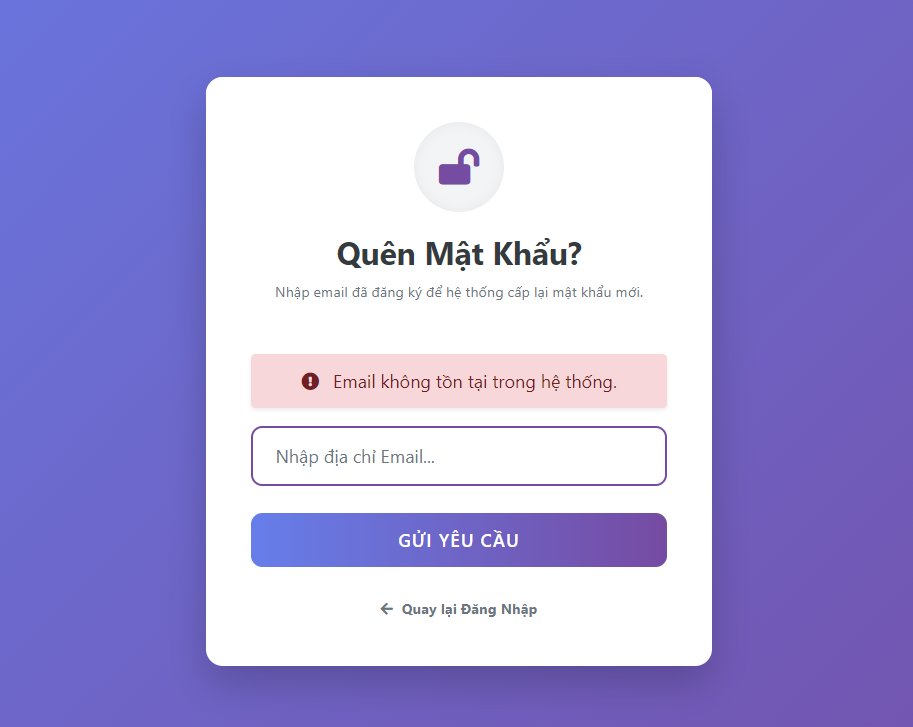 Quên Mật Khẩu?
Nhập email đã đăng ký để hệ thống cấp lại mật khẩu mới.
Email không tồn tại trong hệ thống.
Nhập địa chỉ Email...
GỬI YÊU CẦU
Quay lại Đăng Nhập